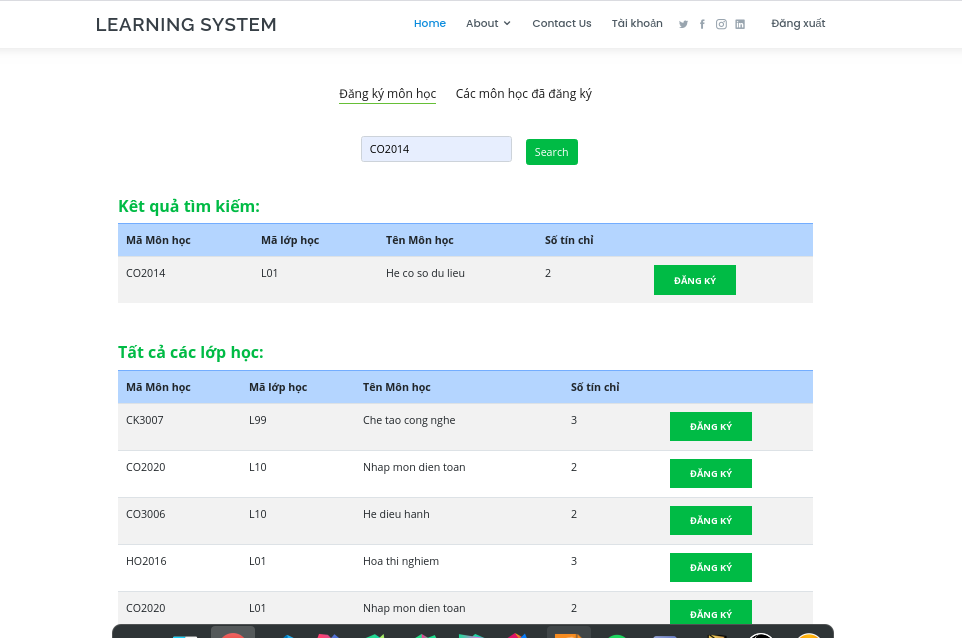 LEARNING SYSTEM Home About Contact Us Tài khoản Đăng xuất
Đăng ký môn học Các môn học đã đăng ký
CO2014 Search
Kêt quả tìm kiếm:
Mã Môn học Mã lớp học Tên Môn học Số tín chỉ
CO2014 L01 He co so du lieu 2 ĐĂNG KÝ
Tất cả các lớp học:
Mã Môn học Mã lớp học Tên Môn học Số tín chỉ
CK3007 L99 Che tao cong nghe 3 ĐĂNG KÝ
CO2020 L10 Nhap mon dien toan 2 ĐĂNG KÝ
CO3006 L10 He dieu hanh 2 ĐĂNG KÝ
HO2016 L01 Hoa thi nghiem 3 ĐĂNG KÝ
CO2020 L01 Nhap mon dien toan 2 ĐĂNG KÝ